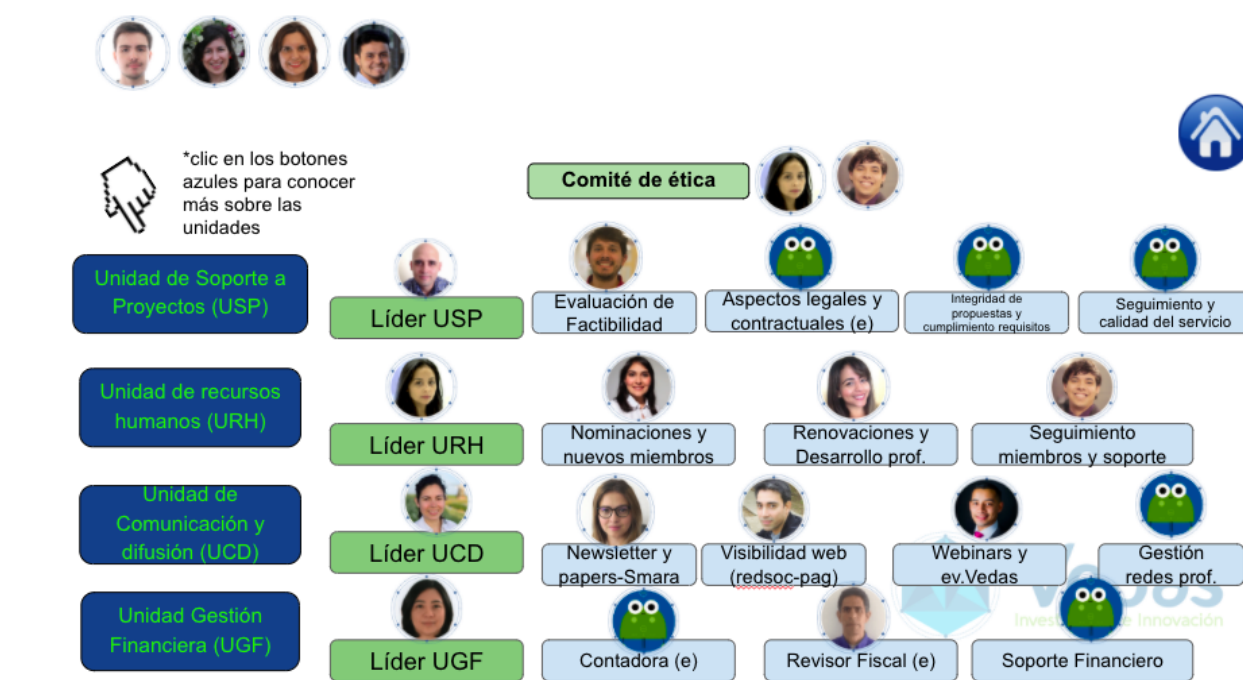 *clic en los botones
azules para conocer
más sobre las
unidades
Comité de ética
Unidad de Soporte a
Proyectos (USP)
Líder USP
Evaluación de
Factibilidad
Aspectos legales y
contractuales (e)
Integridad de
propuestas y
cumplimiento requisitos
Seguimiento y
calidad del servicio
Unidad de recursos
humanos (URH)
Líder URH
Nominaciones y
nuevos miembros
Renovaciones y
Desarrollo prof.
Seguimiento
miembros y soporte
Unidad de
Comunicación y
difusión (UCD)
Líder UCD
Newsletter y
papers-Smara
Visibilidad web
(redsoc-pag)
Webinars y
ev.Vedas
Gestión
redes prof.
Unidad Gestión
Financiera (UGF)
Líder UGF
Contadora (e)
Revisor Fiscal (e)
Soporte Financiero
Innovación